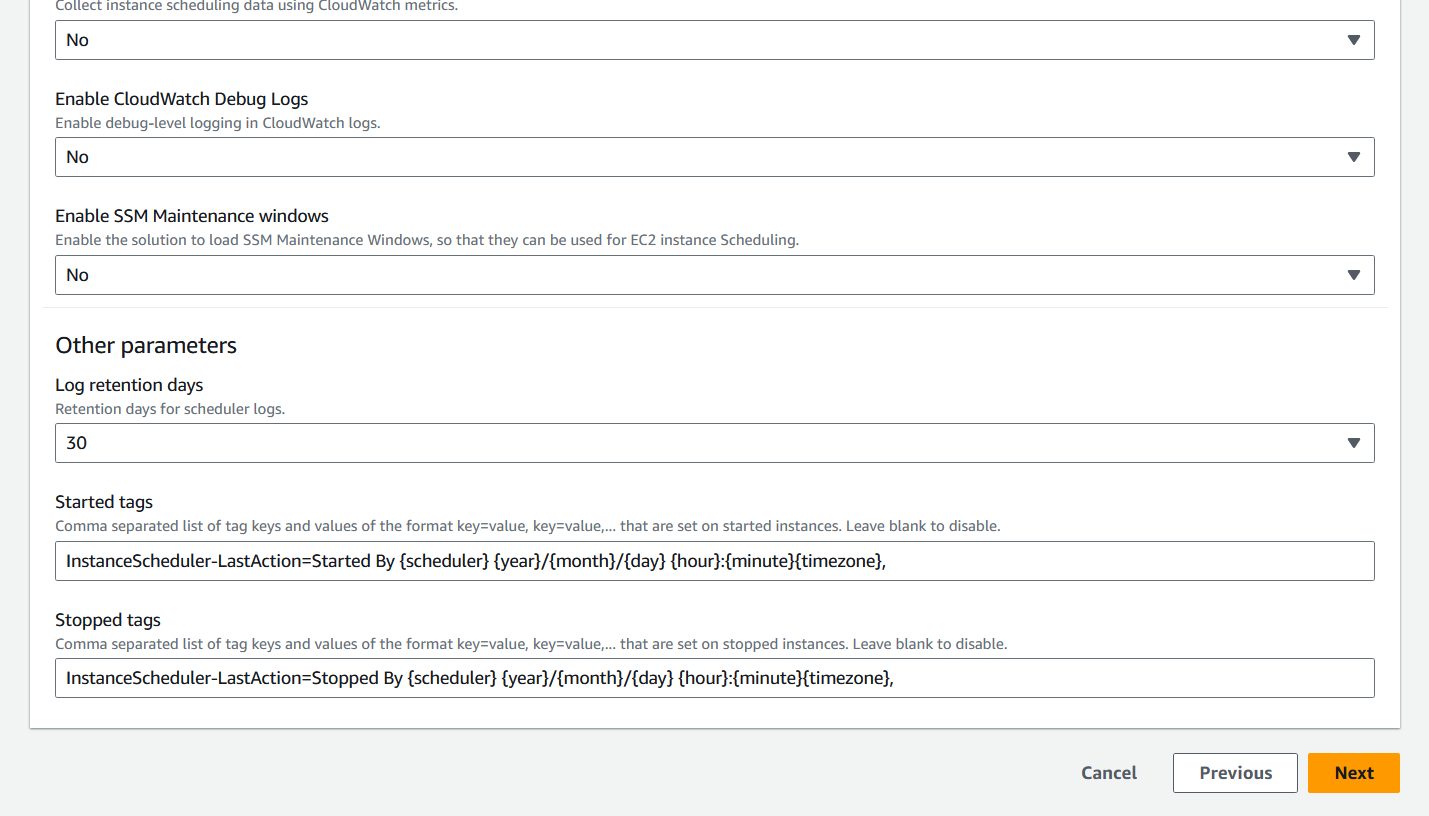 Collect instance scheduling data using CloudWatch metrics.
No
Enable CloudWatch Debug Logs
Enable debug-level logging in CloudWatch logs.
No
Enable SSM Maintenance windows
Enable the solution to load SSM Maintenance Windows, so that they can be used for EC2 instance Scheduling.
No
Other parameters
Log retention days
Retention days for scheduler logs.
30
Started tags
Comma separated list of tag keys and values of the format key=value, key=value,... that are set on started instances. Leave blank to disable.
InstanceScheduler-LastAction=Started By {scheduler} {year}/{month}/{day} {hour}:{minute}{timezone},
Stopped tags
Comma separated list of tag keys and values of the format key=value, key=value,... that are set on stopped instances. Leave blank to disable.
InstanceScheduler-LastAction=Stopped By {scheduler} {year}/{month}/{day} {hour}:{minute}{timezone},
Cancel
Previous
Next